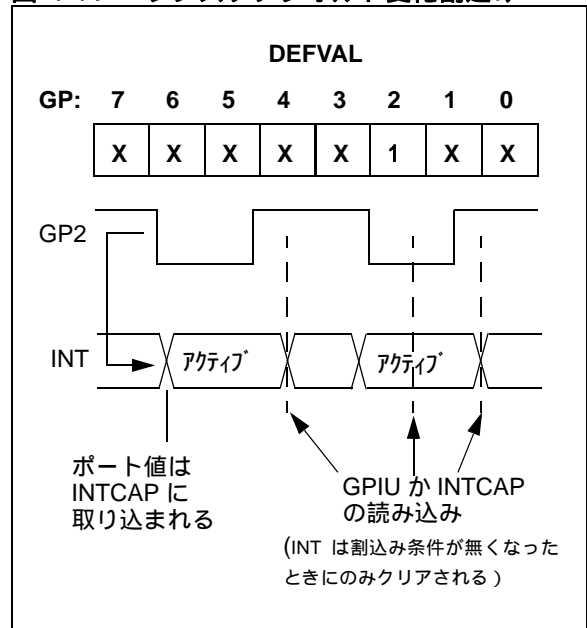 DEFVAL
GP: 7 6 5 4 3 2 1 0
X X X X X 1 X X
GP2
INT アクティブ アクティブ
ポート値は
INTCAP に
取り込まれる
GPIU か INTCAP
の読み込み
(INT は割込み条件が無くなった
ときにのみクリアされる )